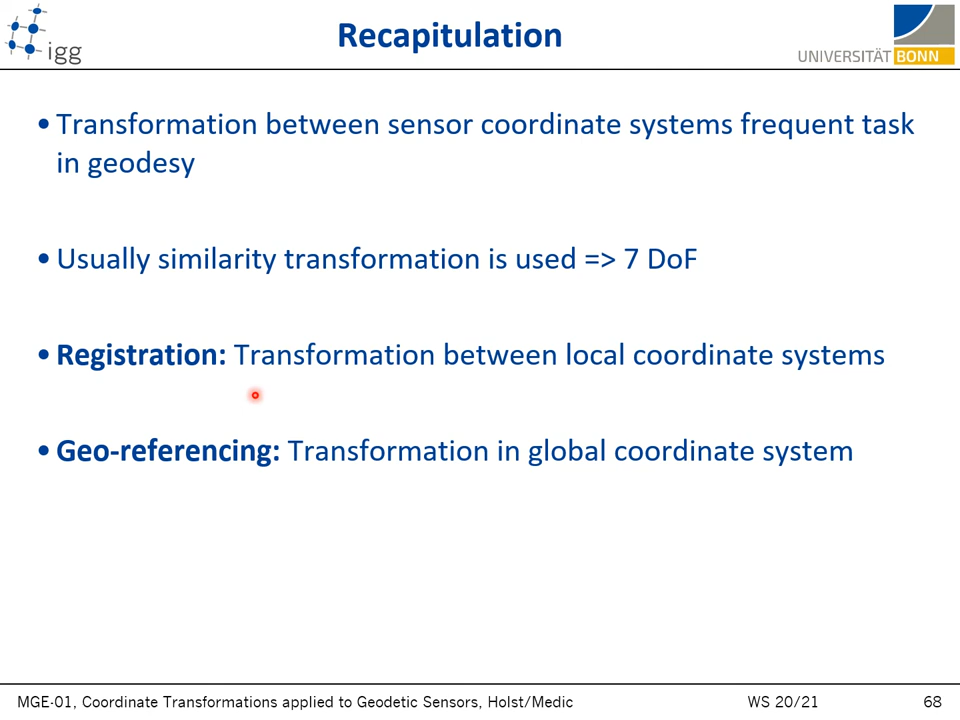 igg
Recapitulation
UNIVERSITÄT BONN
• Transformation between sensor coordinate systems frequent task
in geodesy
• Usually similarity transformation is used => 7 DoF
• Registration: Transformation between local coordinate systems
• Geo-referencing: Transformation in global coordinate system
MGE-01, Coordinate Transformations applied to Geodetic Sensors, Holst/Medic WS 20/21 68